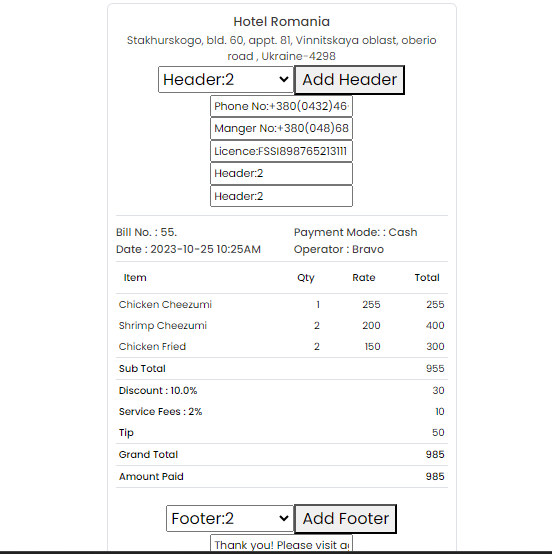 Hotel Romania
Stakhurskogo, bld. 60, appt. 81, Vinnitskaya oblast, oberio
road , Ukraine-4298
Header:2 Add Header
Phone No:+380(0432)46-
Manger No:+380(048)68
Licence:FSSI898765213111
Header:2
Header:2
Bill No. : 55. Payment Mode: : Cash
Date : 2023-10-25 10:25AM Operator : Bravo
Item Qty Rate Total
Chicken Cheezumi 1 255 255
Shrimp Cheezumi 2 200 400
Chicken Fried 2 150 300
Sub Total 955
Discount : 10.0% 30
Service Fees : 2% 10
Tip 50
Grand Total 985
Amount Paid 985
Footer:2 Add Footer
Thank you! Please visit